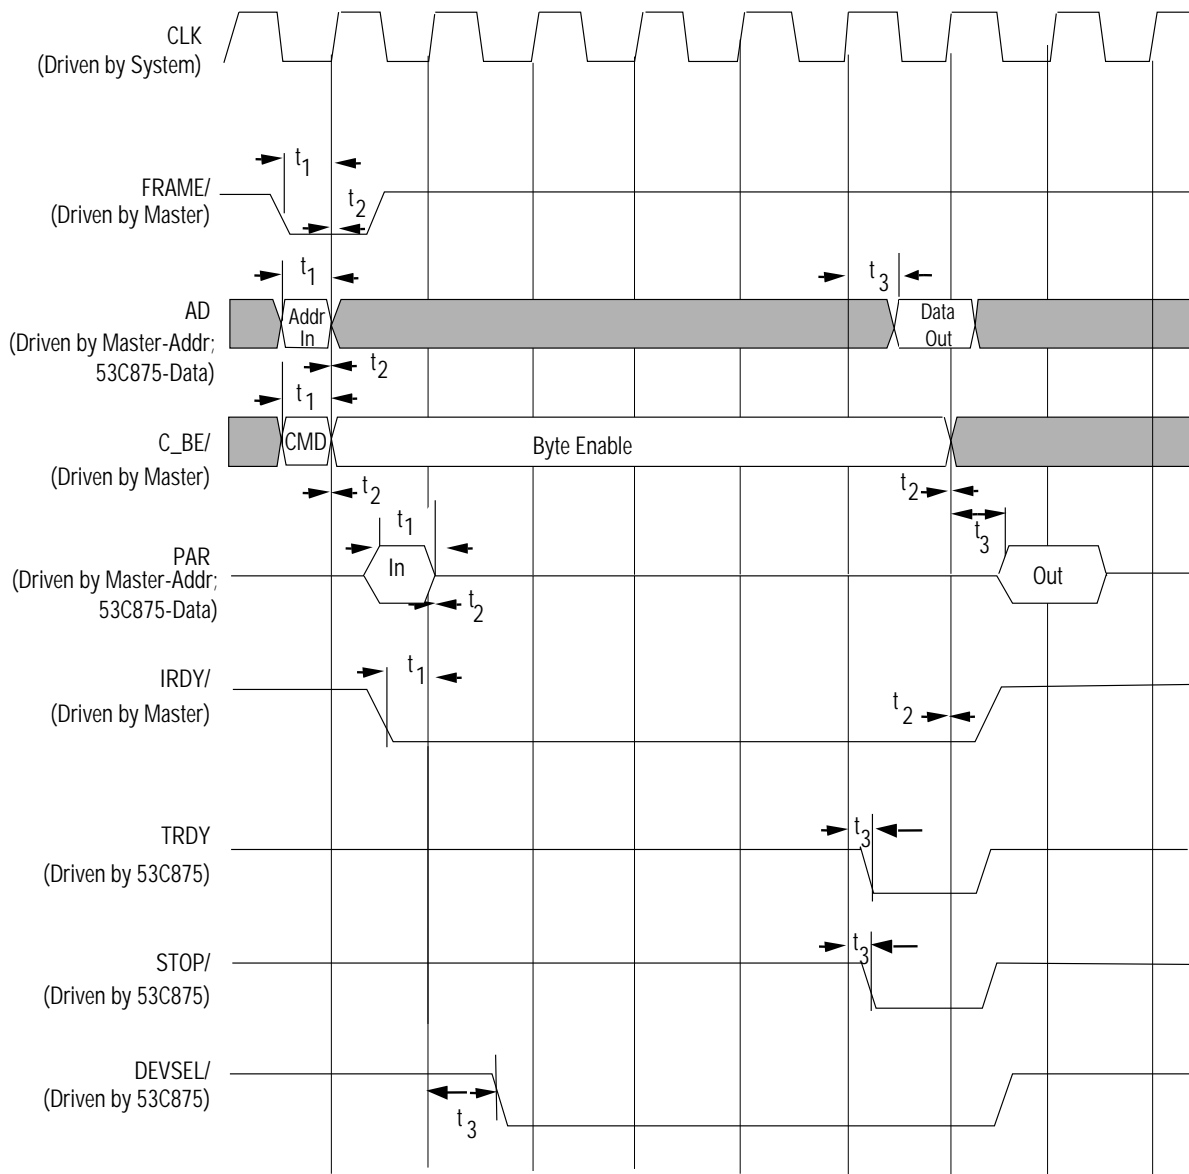 CLK
(Driven by System)
t1
FRAME/
(Driven by Master)
t2
t1
t3
AD
(Driven by Master-Addr;
53C875-Data)
Addr
In
Data
Out
t2
t1
C_BE/
(Driven by Master)
CMD
Byte Enable
t2
t2
t1
t3
PAR
(Driven by Master-Addr;
53C875-Data)
In
Out
t2
IRDY/
(Driven by Master)
t1
t2
TRDY
(Driven by 53C875)
t3
STOP/
(Driven by 53C875)
t3
DEVSEL/
(Driven by 53C875)
t3